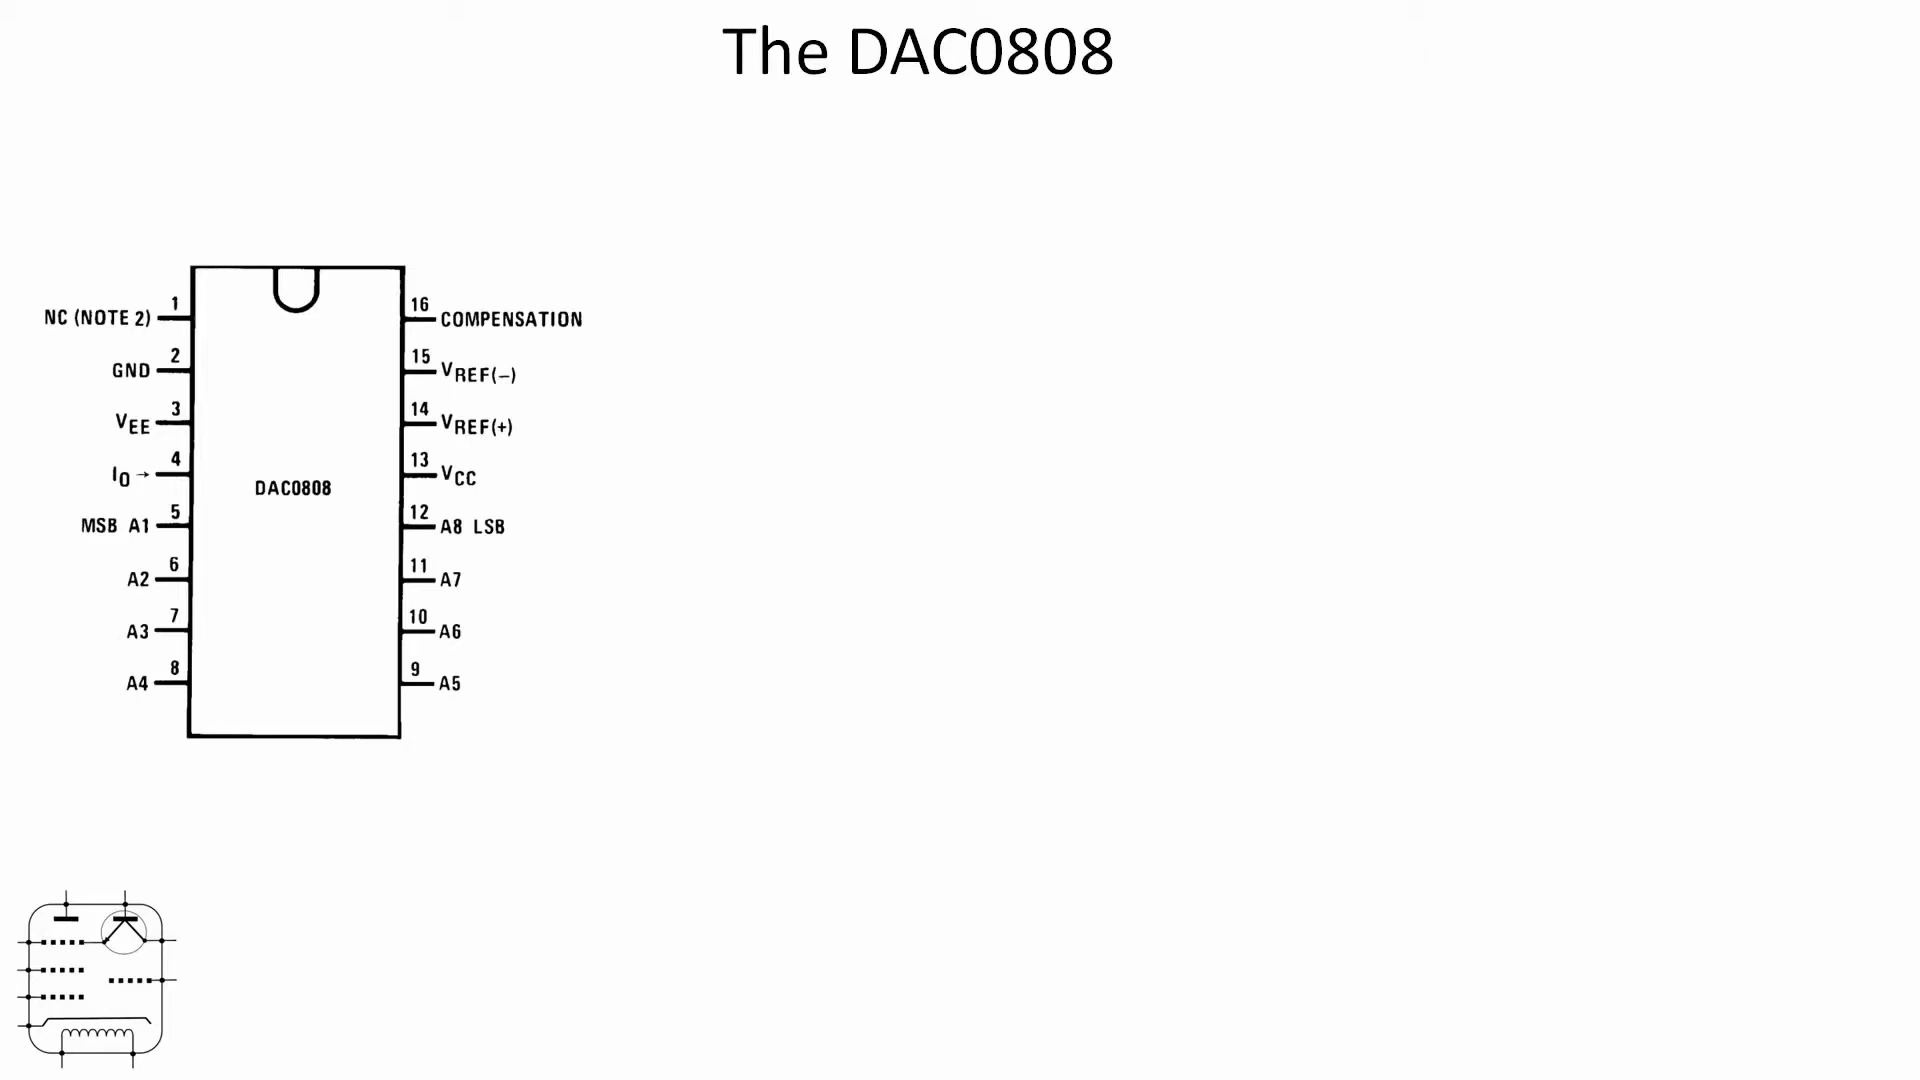 The DAC0808
NC (NOTE 2) 1
GND 2
VEE 3
IO → 4
MSB A1 5
A2 6
A3 7
A4 8
DAC0808
16 COMPENSATION
15 VREF(–)
14 VREF(+)
13 VCC
12 A8 LSB
11 A7
10 A6
9 A5